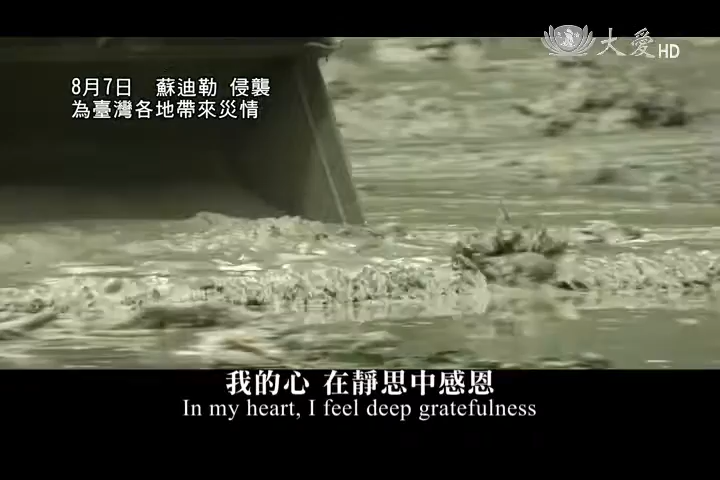 大愛HD
8月7日 蘇迪勒 侵襲
為臺灣各地帶來災情
我的心 在靜思中感恩
In my heart, I feel deep gratefulness